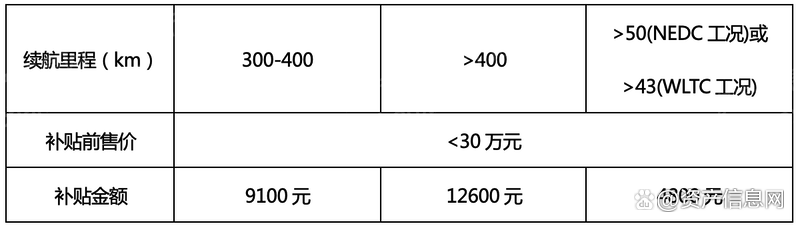 续航里程（km） 300-400 >400 >50(NEDC 工况)或
>43(WLTC 工况)
补贴前售价 <30 万元
补贴金额 9100 元 12600 元 4800 元
@资产信息网